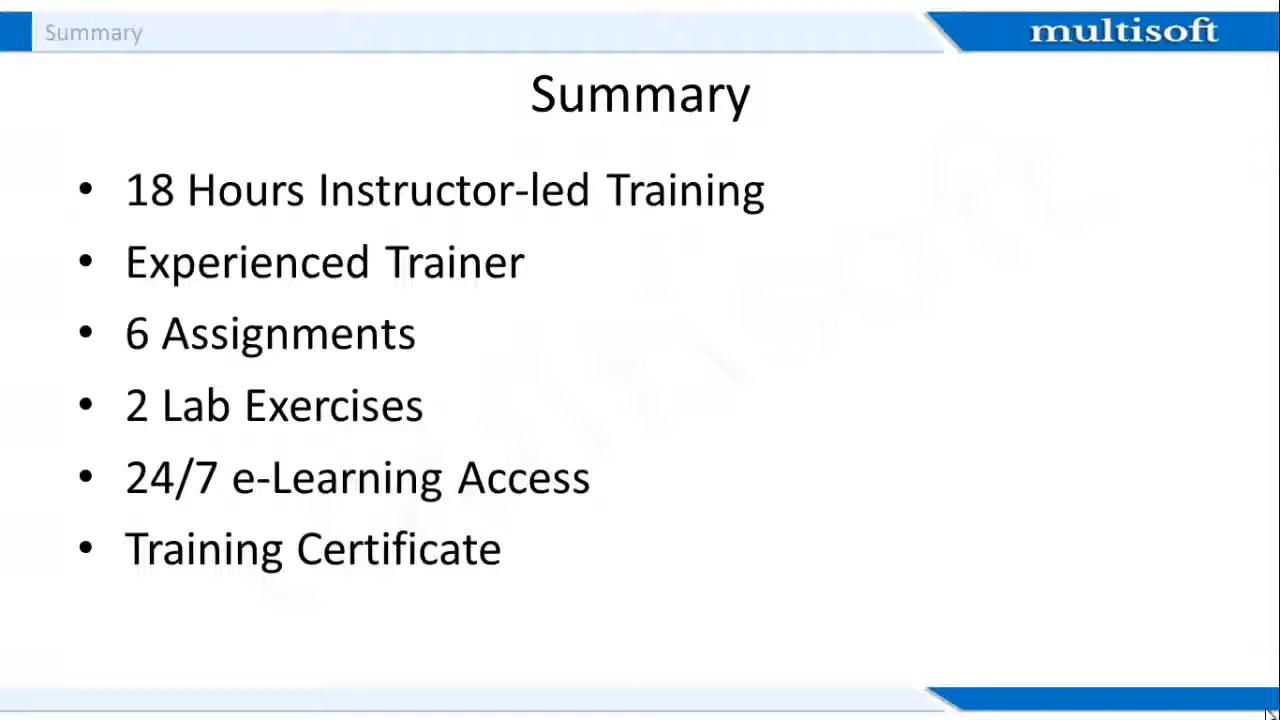 Summary
multisoft
Summary
• 18 Hours Instructor-led Training
• Experienced Trainer
• 6 Assignments
• 2 Lab Exercises
• 24/7 e-Learning Access
• Training Certificate